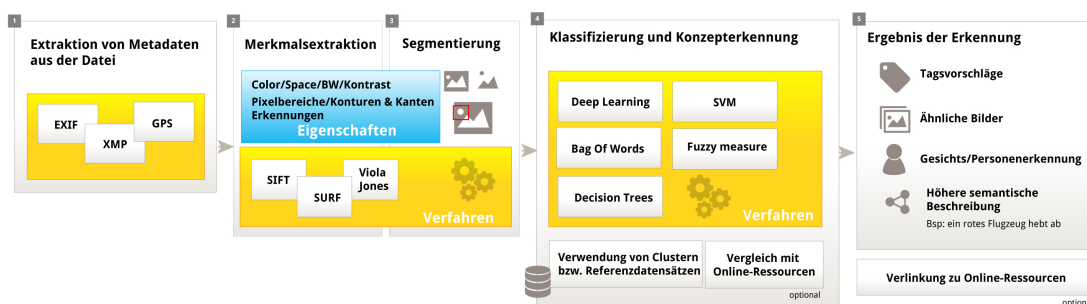 1
Extraktion von Metadaten
aus der Datei
EXIF
XMP
GPS
2
Merkmalsextraktion
3
Segmentierung
Color/Space/BW/Kontrast
Pixelbereiche/Konturen & Kanten
Erkennungen
Eigenschaften
SIFT
SURF
Viola
Jones
Verfahren
4
Klassifizierung und Konzepterkennung
Deep Learning
SVM
Bag Of Words
Fuzzy measure
Decision Trees
Verfahren
Verwendung von Clustern
bzw. Referenzdatensätzen
Vergleich mit
Online-Ressourcen
optional
5
Ergebnis der Erkennung
Tagsvorschläge
Ähnliche Bilder
Gesichts/Personenerkennung
Höhere semantische
Beschreibung
Bsp: ein rotes Flugzeug hebt ab
Verlinkung zu Online-Ressourcen